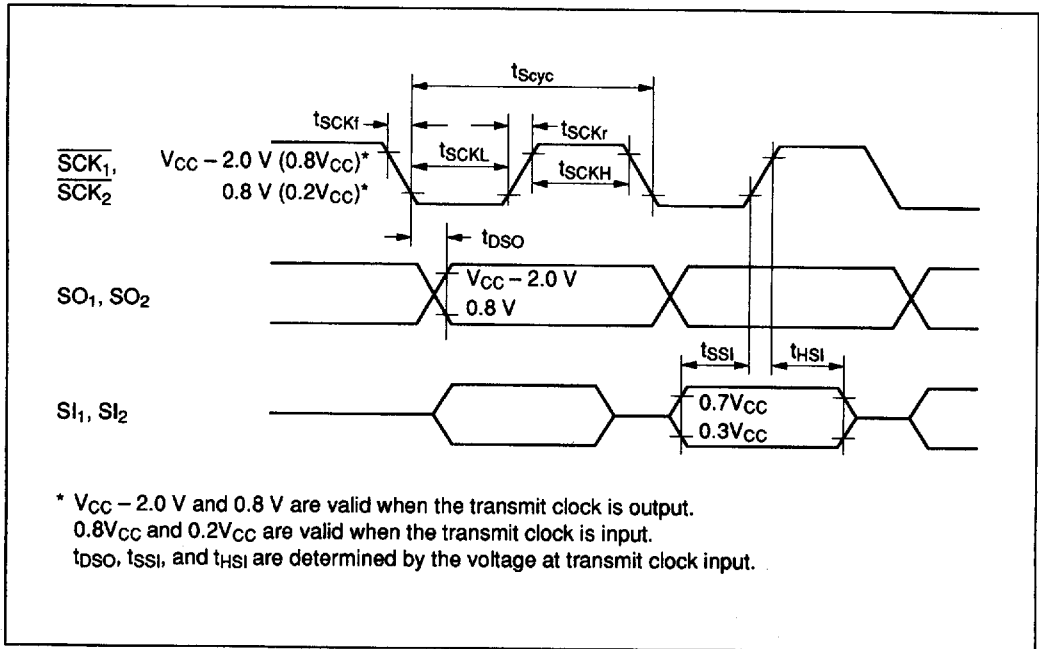 tScyc
tSCKf
tSCKr
tSCKL
tSCKH
SCK1, VCC – 2.0 V (0.8VCC)*
SCK2 0.8 V (0.2VCC)*
tDSO
SO1, SO2
VCC – 2.0 V
0.8 V
tSSI
tHSI
SI1, SI2
0.7VCC
0.3VCC
* VCC – 2.0 V and 0.8 V are valid when the transmit clock is output.
0.8VCC and 0.2VCC are valid when the transmit clock is input.
tDSO, tSSI, and tHSI are determined by the voltage at transmit clock input.